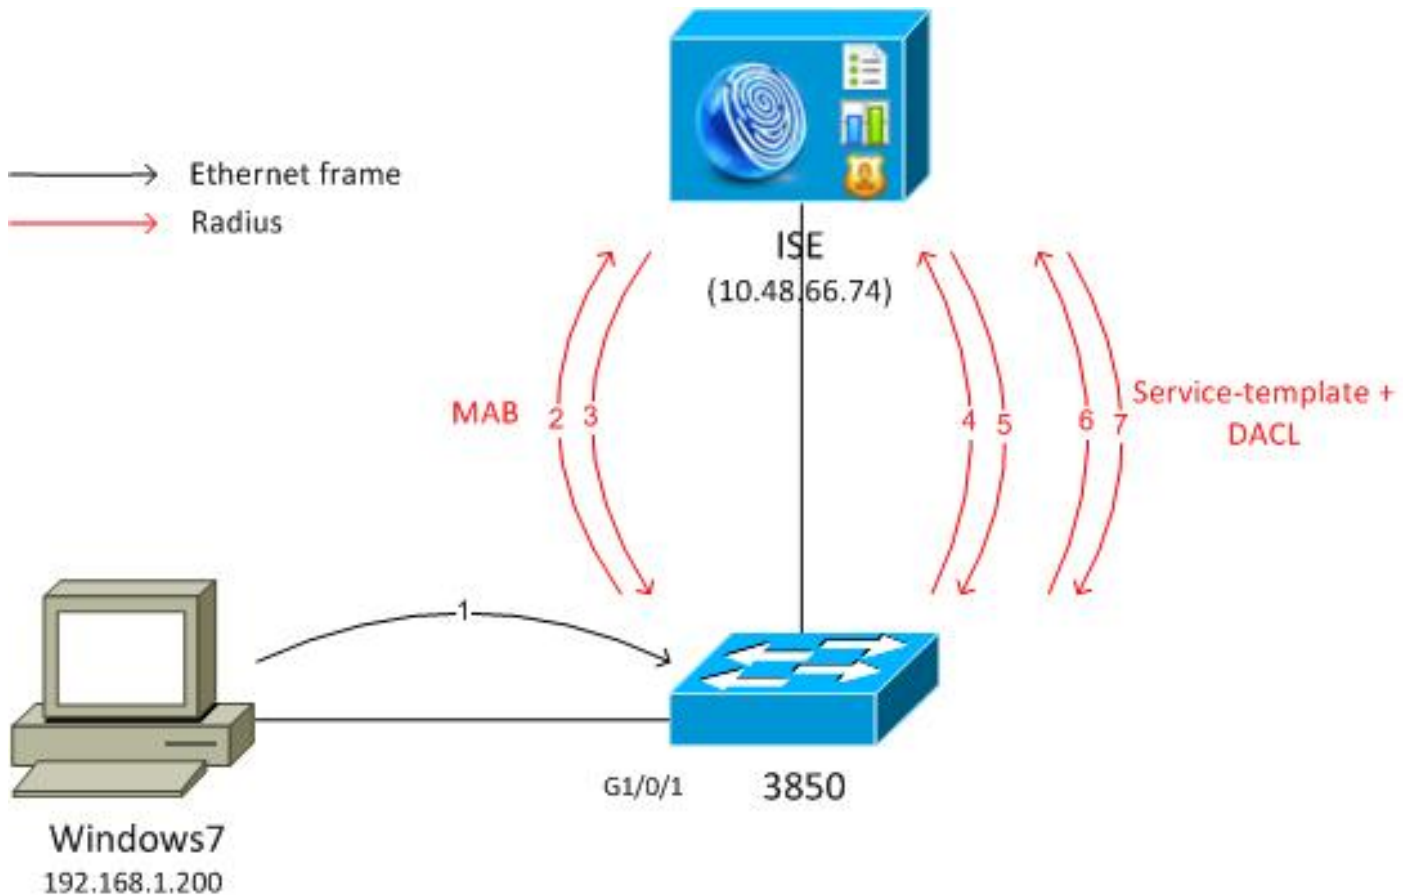 Ethernet frame
Radius
ISE
(10.48.66.74)
MAB
2
3
4
5
6
7
Service-template +
DACL
1
G1/0/1
3850
Windows7
192.168.1.200